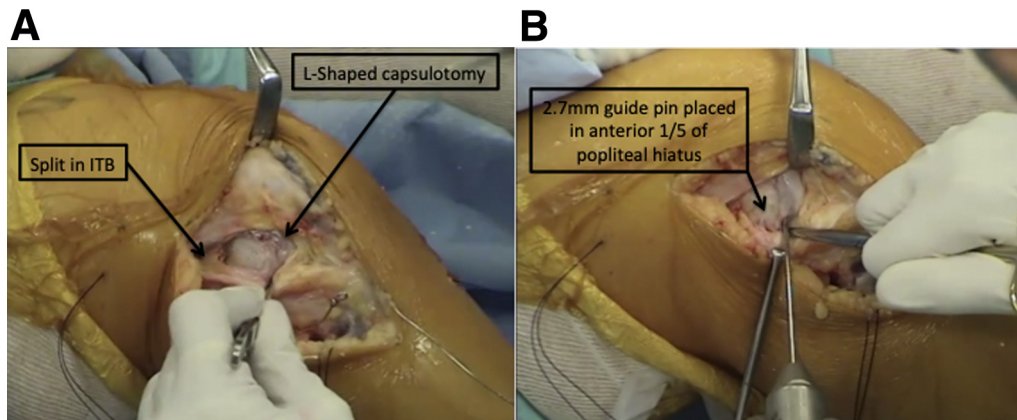 A
B
L-Shaped capsulotomy
Split in ITB
2.7mm guide pin placed
in anterior 1/5 of
popliteal hiatus